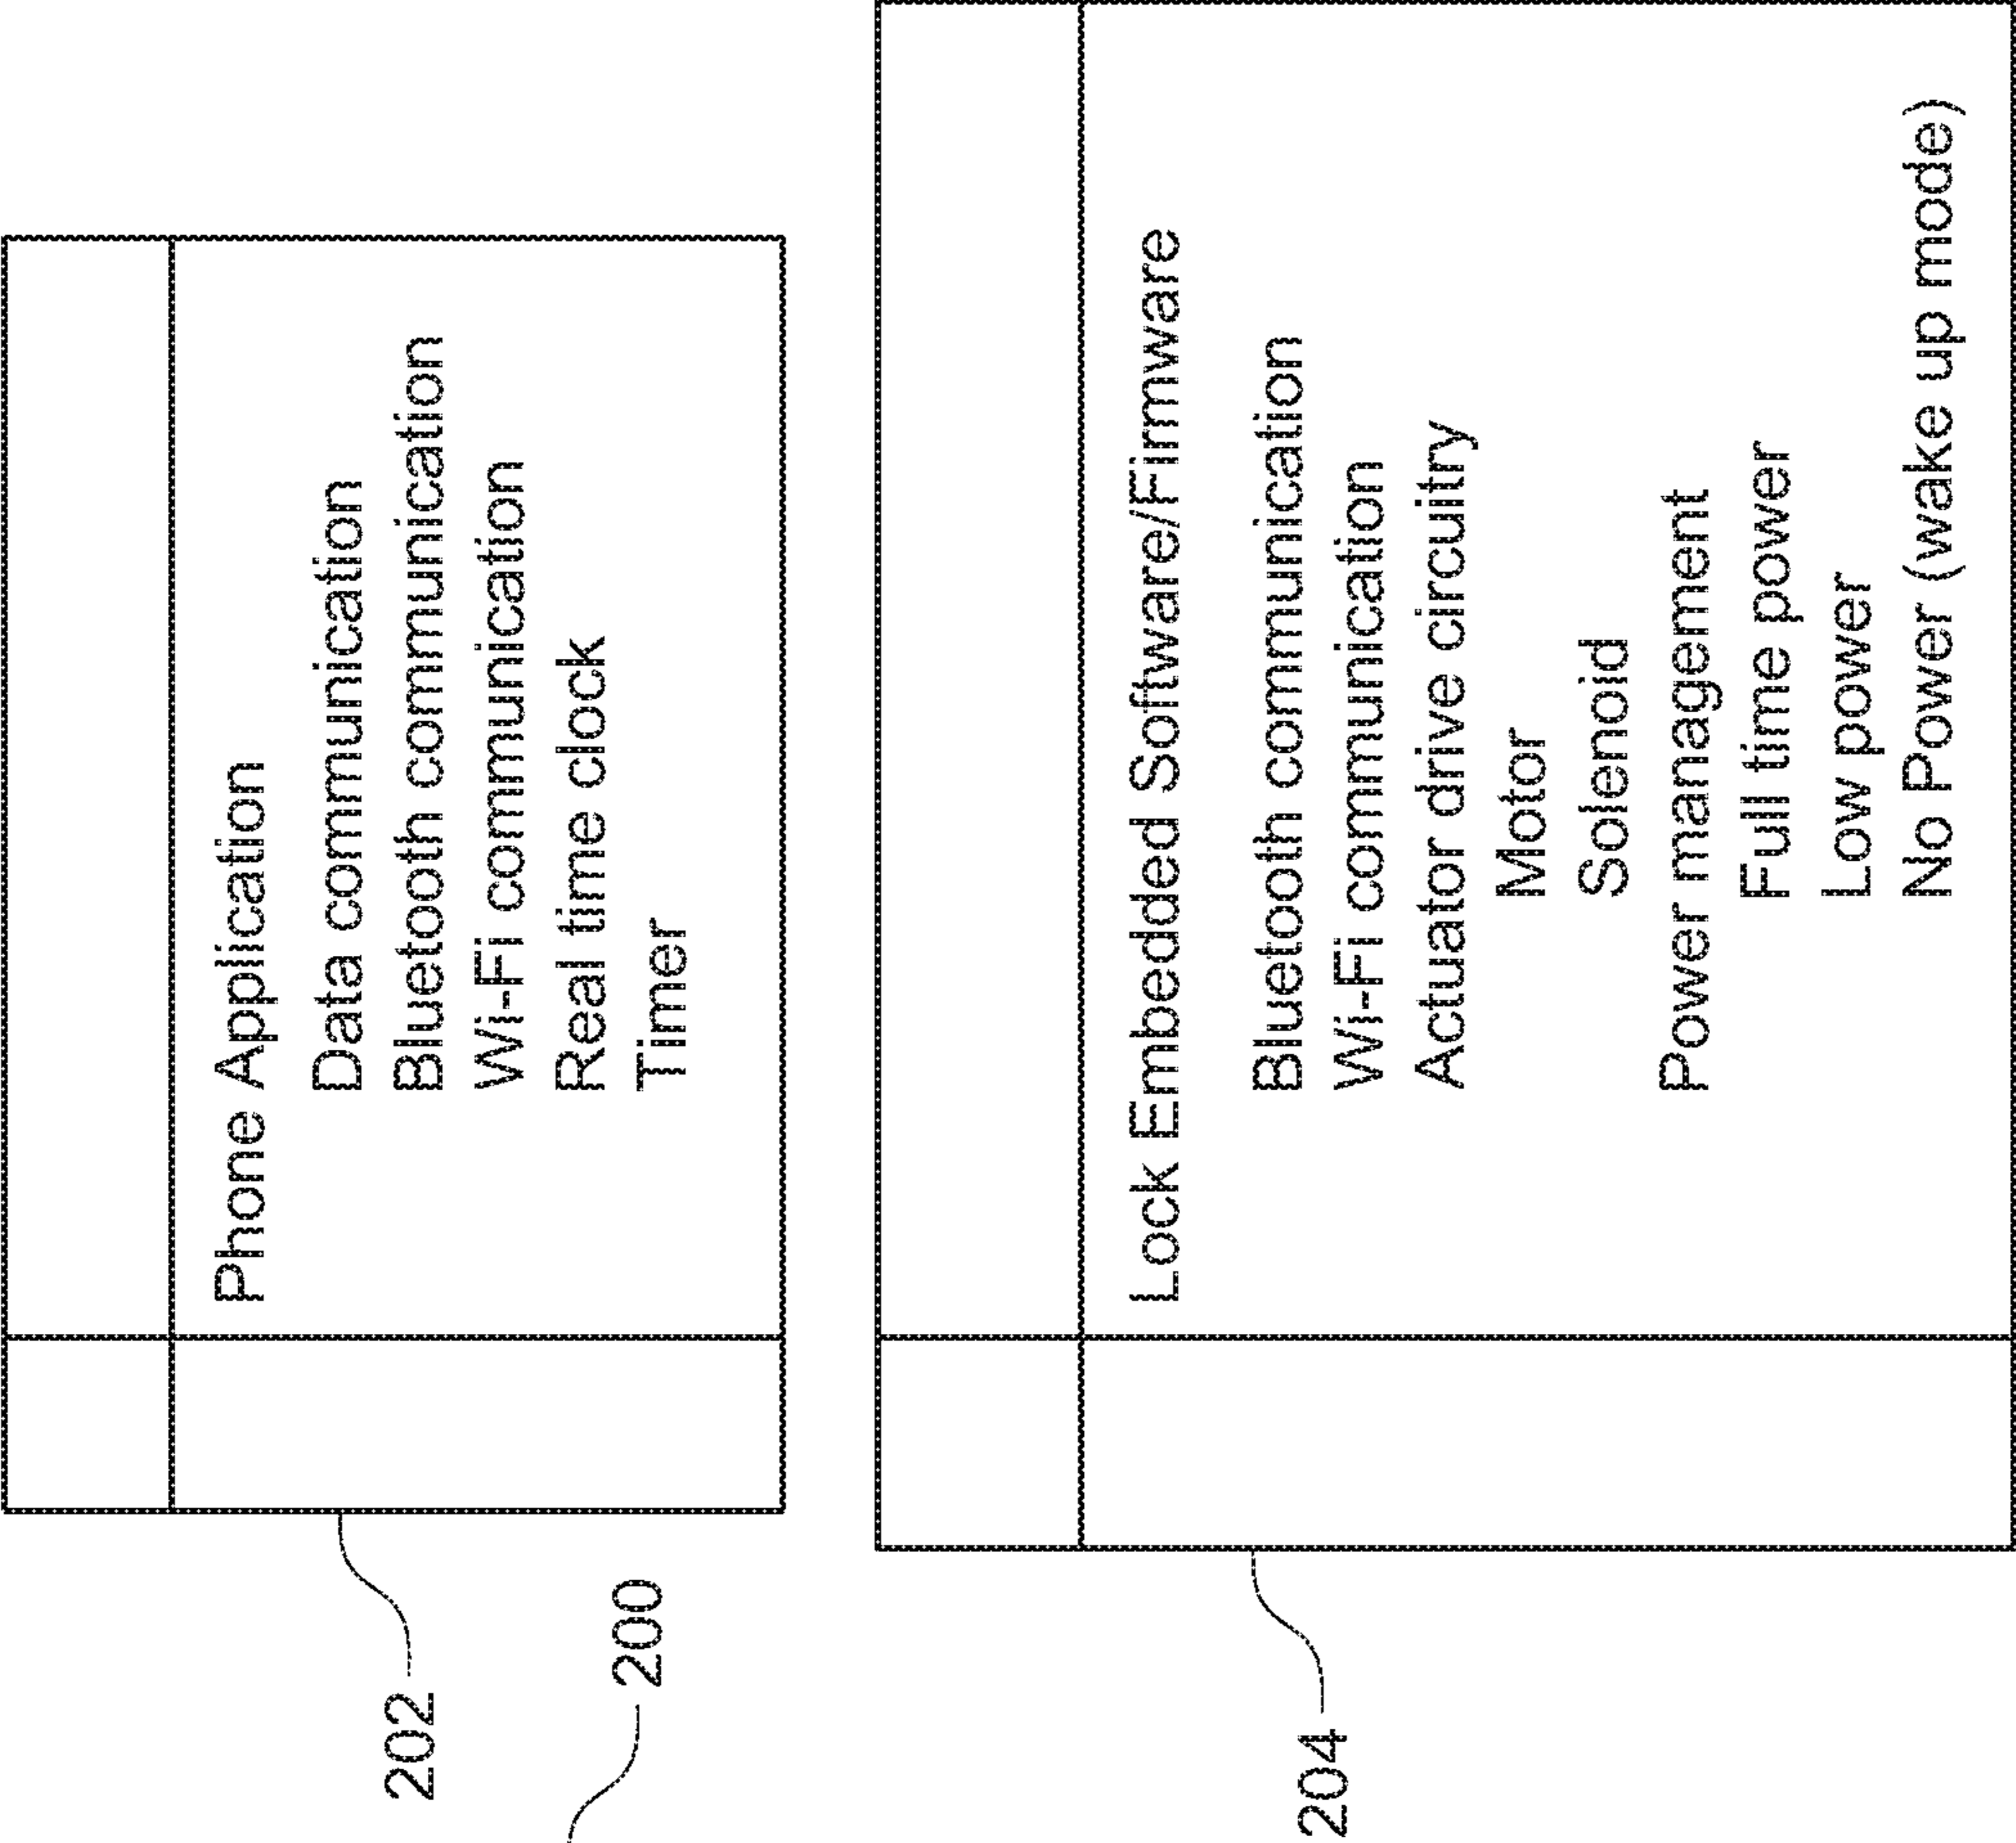 202
Phone Application
Data communication
Bluetooth communication
Wi-Fi communication
Real time clock
Timer
200
204
Lock Embedded Software/Firmware
Bluetooth communication
Wi-Fi communication
Actuator drive circuitry
Motor
Solenoid
Power management
Full time power
Low power
No Power (wake up mode)